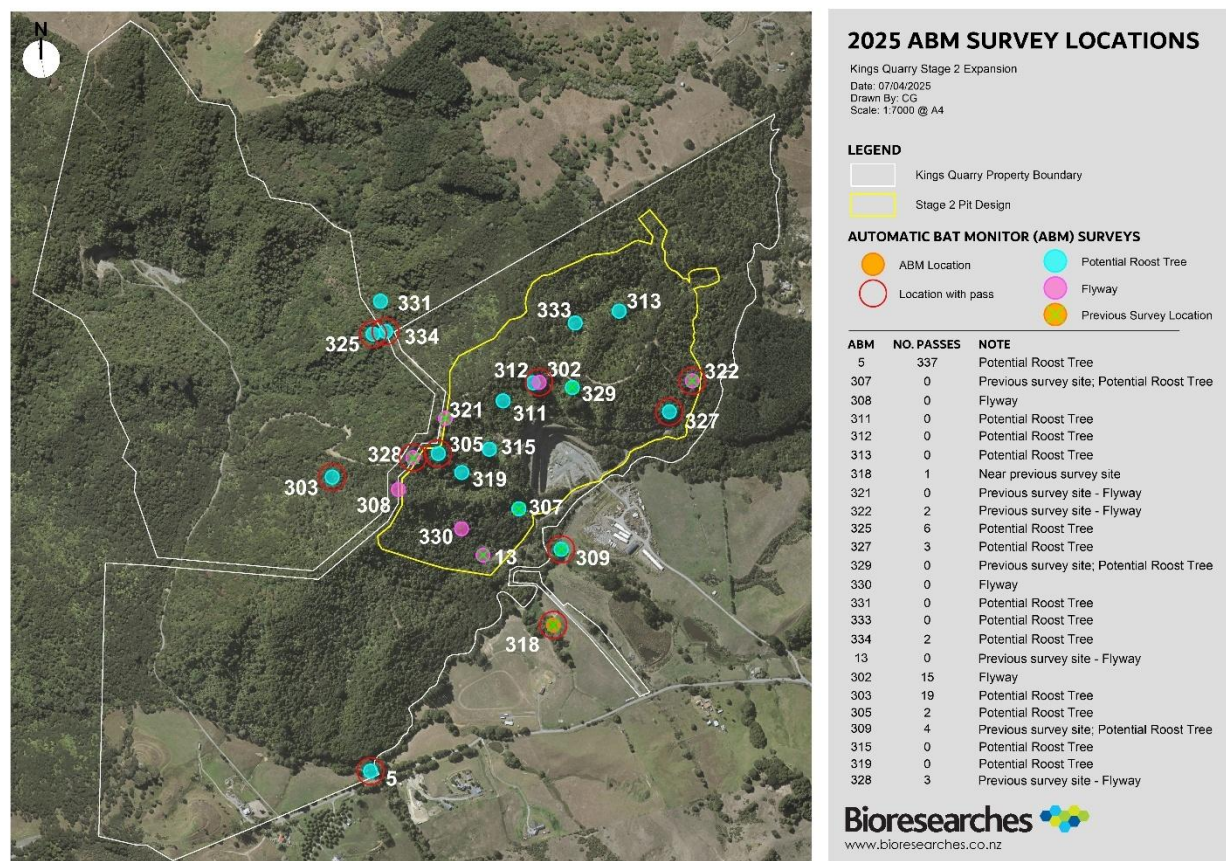 N
331
325
334
333
313
312
302
322
329
311
327
321
328
305
315
303
319
308
307
330
13
309
318
5
2025 ABM SURVEY LOCATIONS
Kings Quarry Stage 2 Expansion
Date: 07/04/2025
Drawn By: CG
Scale: 1:7000 @ A4
LEGEND
Kings Quarry Property Boundary
Stage 2 Pit Design
AUTOMATIC BAT MONITOR (ABM) SURVEYS
ABM Location
Potential Roost Tree
Location with pass
Flyway
Previous Survey Location
ABM NO. PASSES NOTE
5 337 Potential Roost Tree
307 0 Previous survey site; Potential Roost Tree
308 0 Flyway
311 0 Potential Roost Tree
312 0 Potential Roost Tree
313 0 Potential Roost Tree
318 1 Near previous survey site
321 0 Previous survey site - Flyway
322 2 Previous survey site - Flyway
325 6 Potential Roost Tree
327 3 Potential Roost Tree
329 0 Previous survey site; Potential Roost Tree
330 0 Flyway
331 0 Potential Roost Tree
333 0 Potential Roost Tree
334 2 Potential Roost Tree
13 0 Previous survey site - Flyway
302 15 Flyway
303 19 Potential Roost Tree
305 2 Potential Roost Tree
309 4 Previous survey site; Potential Roost Tree
315 0 Potential Roost Tree
319 0 Potential Roost Tree
328 3 Previous survey site - Flyway
Bioresearches
www.bioresearches.co.nz